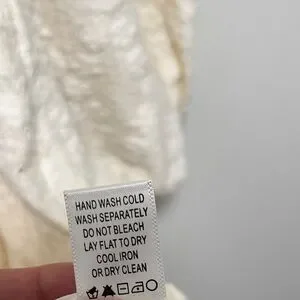 HAND WASH COLD
WASH SEPARATELY
DO NOT BLEACH
LAY FLAT TO DRY
COOL IRON
OR DRY CLEAN